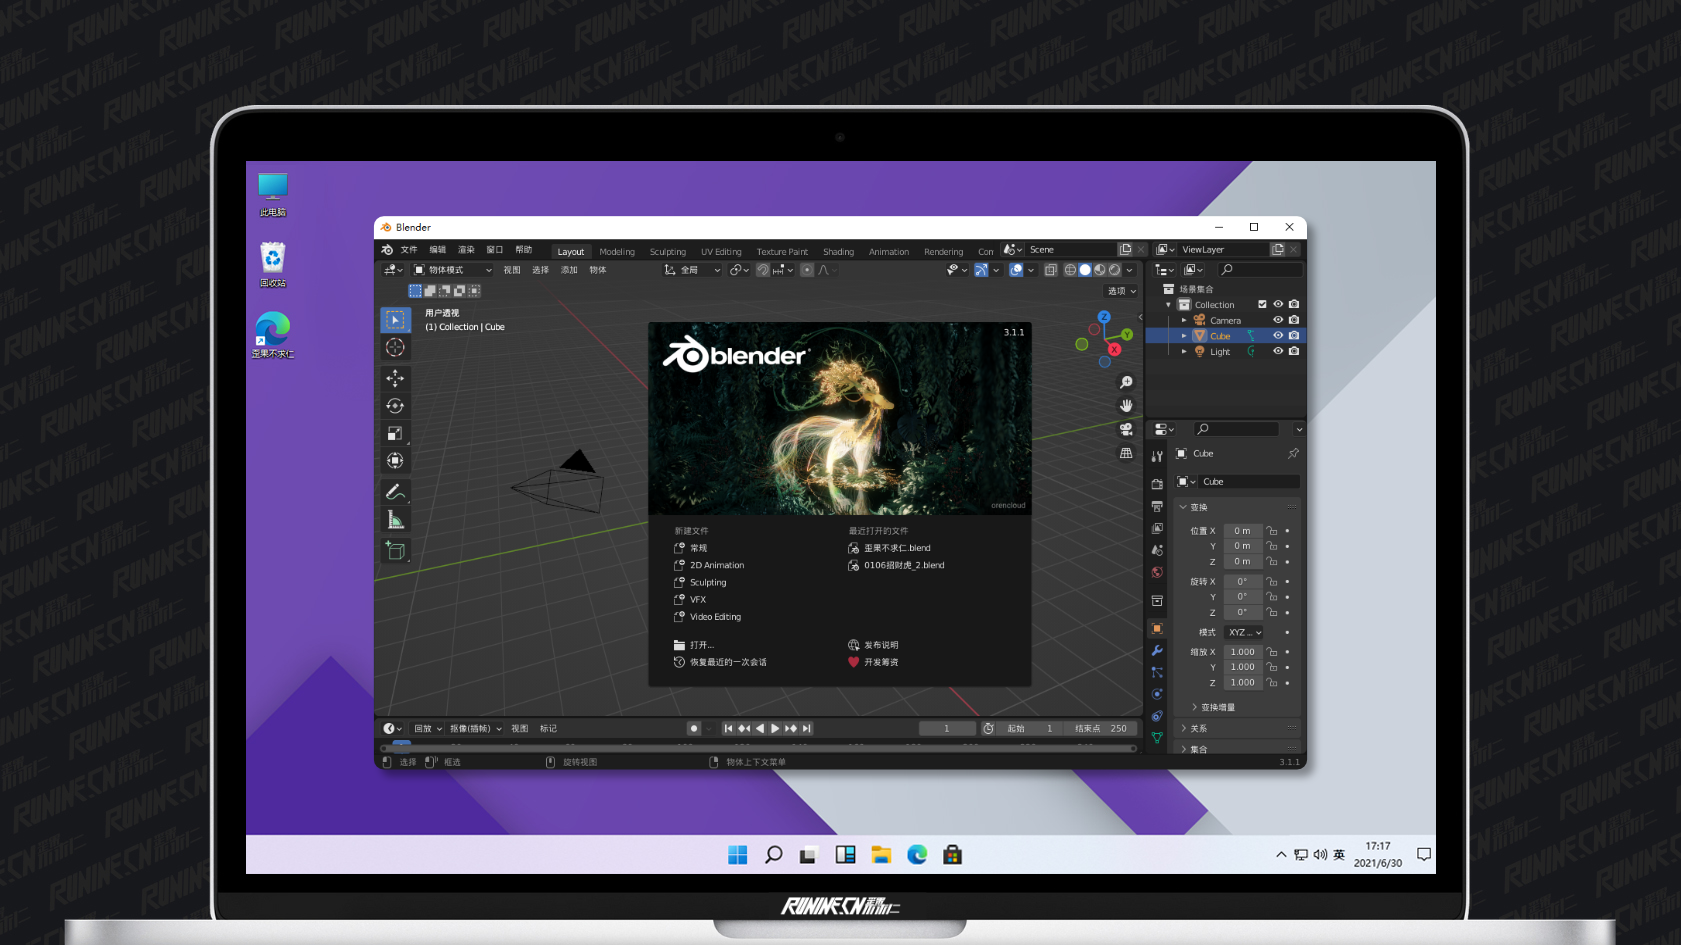 此电脑
回收站
歪果不求仁
Blender
文件 编辑 渲染 窗口 帮助 Layout Modeling Sculpting UV Editing Texture Paint Shading Animation Rendering Com Scene ViewLayer
物体模式 视图 选择 添加 物体 全局
选项
用户透视
(1) Collection | Cube
Z
Y
X
blender
3.1.1
orencloud
新建文件
常规
2D Animation
Sculpting
VFX
Video Editing
打开...
恢复最近的一次会话
最近打开的文件
歪果不求仁.blend
0106招财虎_2.blend
发布说明
开发筹资
场景集合
Collection
Camera
Cube
Light
Cube
Cube
变换
位置 X 0 m
Y 0 m
Z 0 m
旋转 X 0°
Y 0°
Z 0°
模式 XYZ ...
缩放 X 1.000
Y 1.000
Z 1.000
变换增量
关系
集合
回放 抠像(插帧) 视图 标记 1 起始 1 结束点 250
选择 框选 旋转视图 物体上下文菜单 3.1.1
英
17:17
2021/6/30
RUNINE.CN